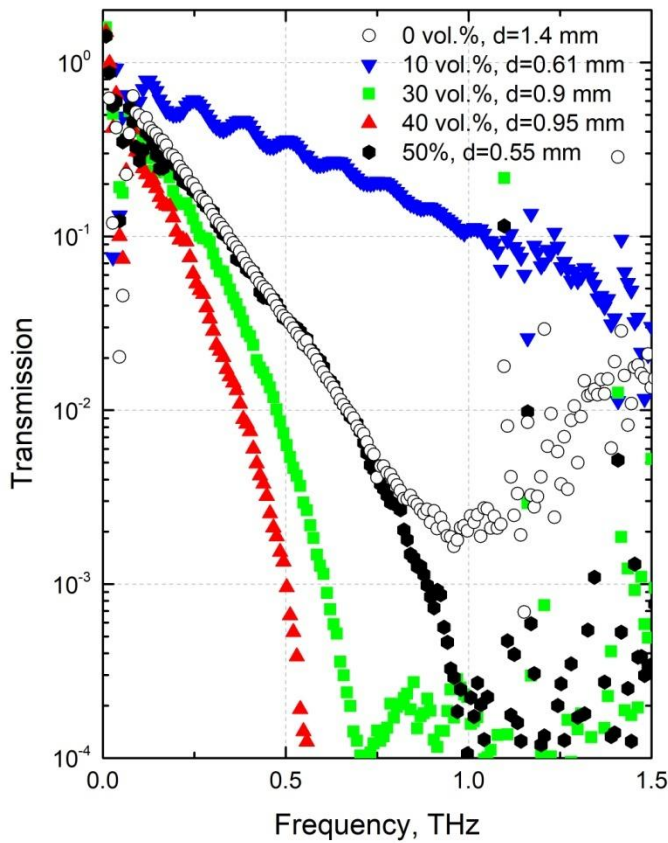 10⁰
10⁻¹
10⁻²
10⁻³
10⁻⁴
Transmission
0 vol.%, d=1.4 mm
10 vol.%, d=0.61 mm
30 vol.%, d=0.9 mm
40 vol.%, d=0.95 mm
50%, d=0.55 mm
0.0 0.5 1.0 1.5
Frequency, THz